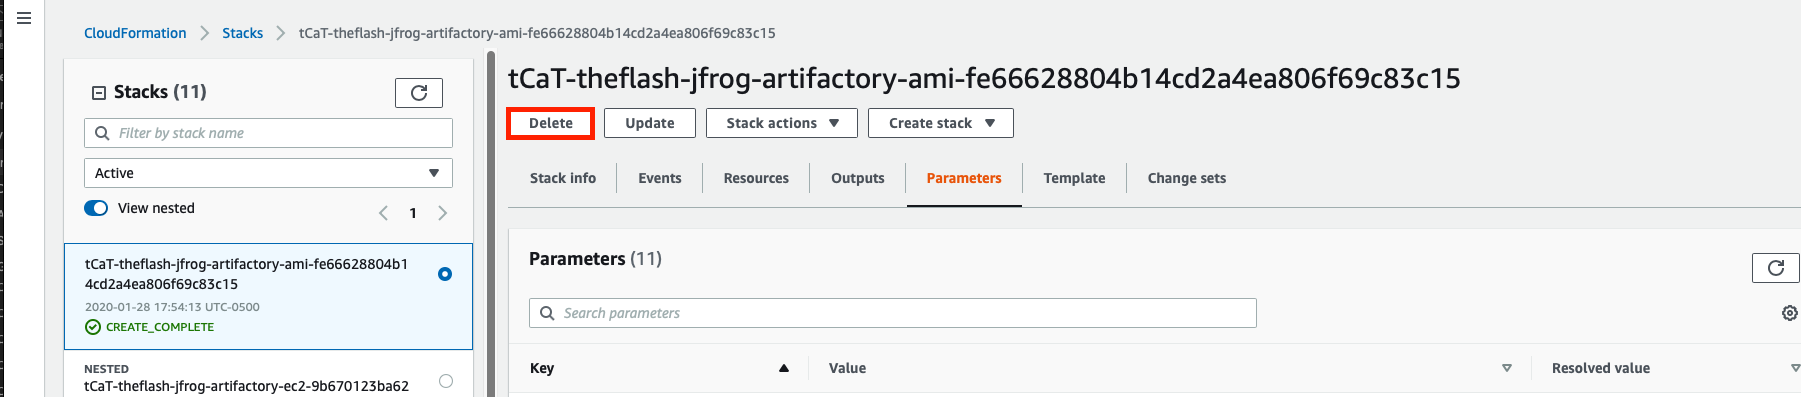 CloudFormation
Stacks
tCaT-theflash-jfrog-artifactory-ami-fe66628804b14cd2a4ea806f69c83c15
Stacks (11)
Filter by stack name
Active
View nested
1
tCaT-theflash-jfrog-artifactory-ami-fe66628804b1
4cd2a4ea806f69c83c15
2020-01-28 17:54:13 UTC-0500
CREATE_COMPLETE
NESTED
tCaT-theflash-jfrog-artifactory-ec2-9b670123ba62
tCaT-theflash-jfrog-artifactory-ami-fe66628804b14cd2a4ea806f69c83c15
Delete Update Stack actions Create stack
Stack info Events Resources Outputs Parameters Template Change sets
Parameters (11)
Search parameters
Key Value Resolved value